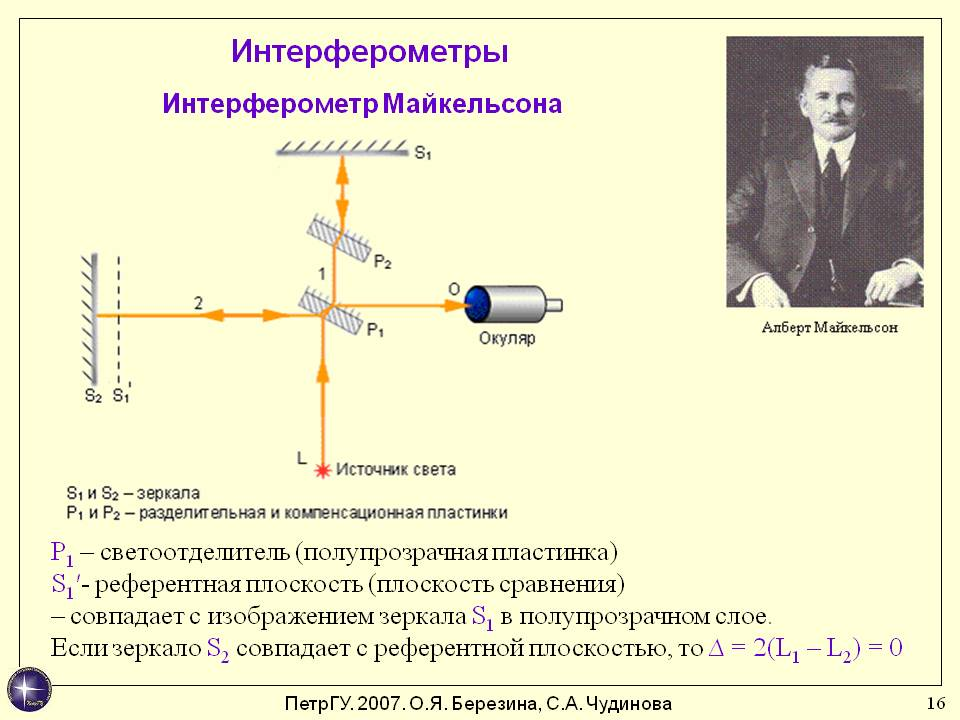 Интерферометры
Интерферометр Майкельсона
S₁
P₂
1
2
O
P₁
Окуляр
S₂ S₁'
L
Источник света
Алберт Майкельсон
S₁ и S₂ – зеркала
P₁ и P₂ – разделительная и компенсационная пластинки
P₁ – светоотделитель (полупрозрачная пластинка)
S₁'- референтная плоскость (плоскость сравнения)
– совпадает с изображением зеркала S₁ в полупрозрачном слое.
Если зеркало S₂ совпадает с референтной плоскостью, то Δ = 2(L₁ – L₂) = 0
ПетрГУ. 2007. О.Я. Березина, С.А. Чудинова
16